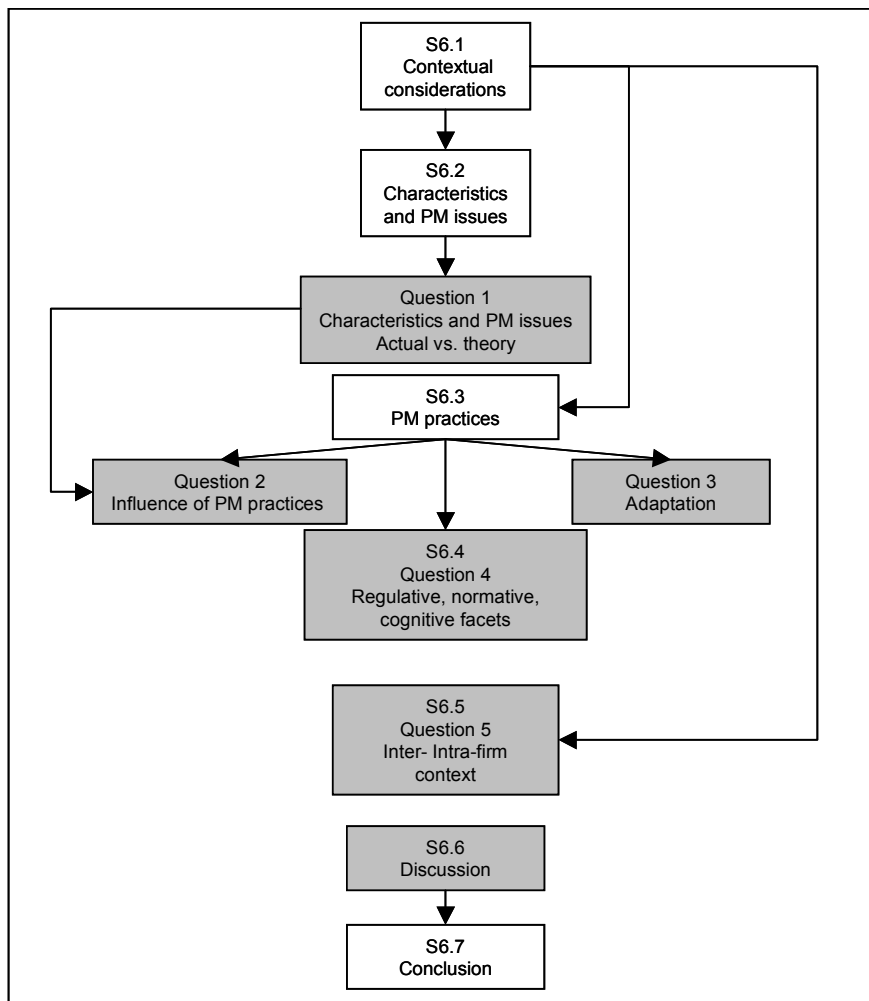 S6.1
Contextual
considerations
S6.2
Characteristics
and PM issues
Question 1
Characteristics and PM issues
Actual vs. theory
S6.3
PM practices
Question 2
Influence of PM practices
Question 3
Adaptation
S6.4
Question 4
Regulative, normative,
cognitive facets
S6.5
Question 5
Inter- Intra-firm
context
S6.6
Discussion
S6.7
Conclusion